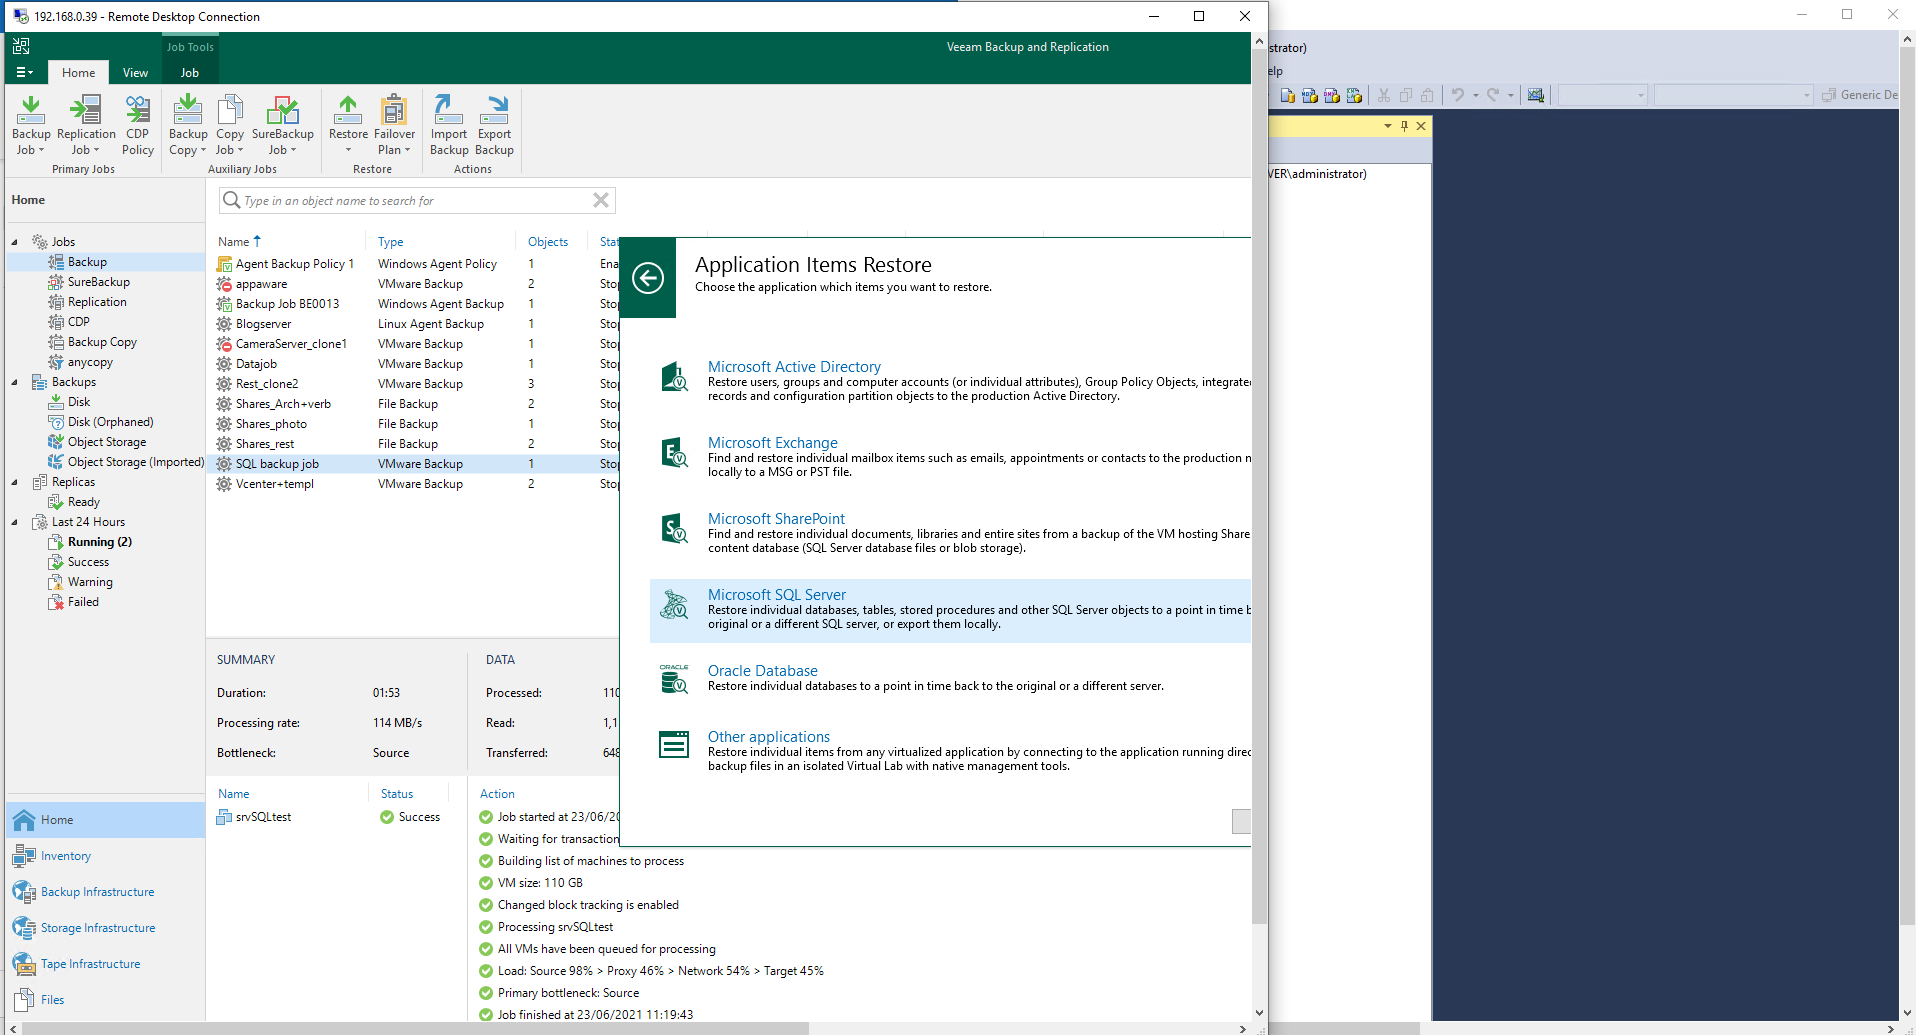 192.168.0.39 - Remote Desktop Connection
Job Tools
Veeam Backup and Replication
Home
View
Job
Backup Job
Replication Job
CDP Policy
Primary Jobs
Backup Copy
Copy Job
SureBackup Job
Auxiliary Jobs
Restore
Failover Plan
Restore
Import Backup
Export Backup
Actions
Home
Jobs
Backup
SureBackup
Replication
CDP
Backup Copy
anycopy
Backups
Disk
Disk (Orphaned)
Object Storage
Object Storage (Imported)
Replicas
Ready
Last 24 Hours
Running (2)
Success
Warning
Failed
Home
Inventory
Backup Infrastructure
Storage Infrastructure
Tape Infrastructure
Files
Type in an object name to search for
Name Type Objects Stat
Agent Backup Policy 1 Windows Agent Policy 1 Ena
appaware VMware Backup 2 Stop
Backup Job BE0013 Windows Agent Backup 1 Stop
Blogserver Linux Agent Backup 1 Stop
CameraServer_clone1 VMware Backup 1 Stop
Datajob VMware Backup 1 Stop
Rest_clone2 VMware Backup 3 Stop
Shares_Arch+verb File Backup 2 Stop
Shares_photo File Backup 1 Stop
Shares_rest File Backup 2 Stop
SQL backup job VMware Backup 1 Stop
Vcenter+templ VMware Backup 2 Stop
SUMMARY
Duration: 01:53
Processing rate: 114 MB/s
Bottleneck: Source
DATA
Processed: 110
Read: 1,1
Transferred: 648
Name Status
srvSQLtest Success
Action
Job started at 23/06/20
Waiting for transaction
Building list of machines to process
VM size: 110 GB
Changed block tracking is enabled
Processing srvSQLtest
All VMs have been queued for processing
Load: Source 98% > Proxy 46% > Network 54% > Target 45%
Primary bottleneck: Source
Job finished at 23/06/2021 11:19:43
Application Items Restore
Choose the application which items you want to restore.
Microsoft Active Directory
Restore users, groups and computer accounts (or individual attributes), Group Policy Objects, integrate
records and configuration partition objects to the production Active Directory.
Microsoft Exchange
Find and restore individual mailbox items such as emails, appointments or contacts to the production
locally to a MSG or PST file.
Microsoft SharePoint
Find and restore individual documents, libraries and entire sites from a backup of the VM hosting Share
content database (SQL Server database files or blob storage).
Microsoft SQL Server
Restore individual databases, tables, stored procedures and other SQL Server objects to a point in time b
original or a different SQL server, or export them locally.
ORACLE
Oracle Database
Restore individual databases to a point in time back to the original or a different server.
Other applications
Restore individual items from any virtualized application by connecting to the application running direc
backup files in an isolated Virtual Lab with native management tools.
strator)
elp
Generic De
VER\administrator)